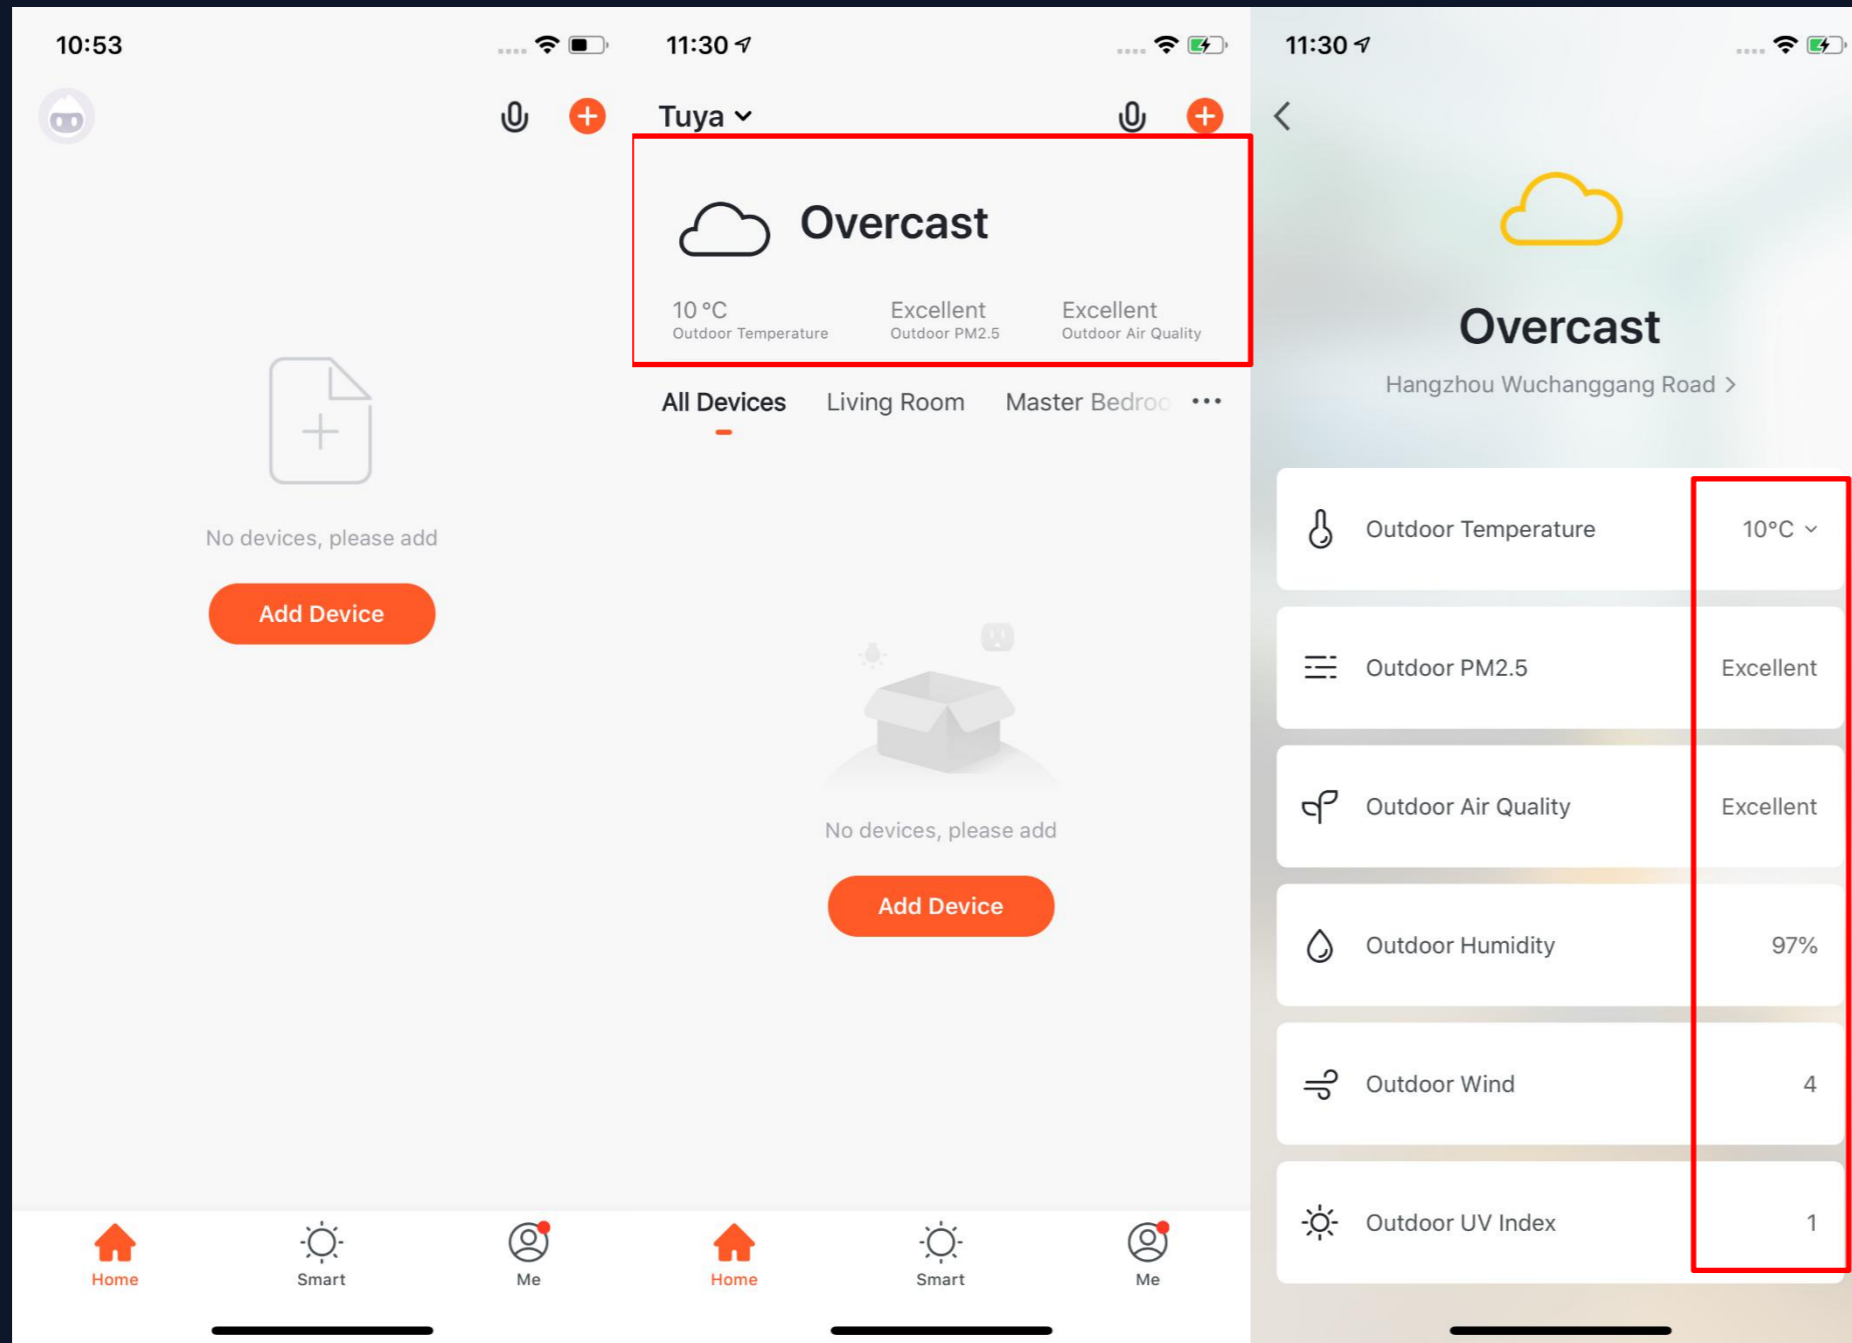 10:53
No devices, please add
Add Device
Home
Smart
Me
11:30
Tuya
Overcast
10 °C
Outdoor Temperature
Excellent
Outdoor PM2.5
Excellent
Outdoor Air Quality
All Devices Living Room Master Bedroo ...
No devices, please add
Add Device
Home
Smart
Me
11:30
Overcast
Hangzhou Wuchanggang Road >
Outdoor Temperature 10°C
Outdoor PM2.5 Excellent
Outdoor Air Quality Excellent
Outdoor Humidity 97%
Outdoor Wind 4
Outdoor UV Index 1